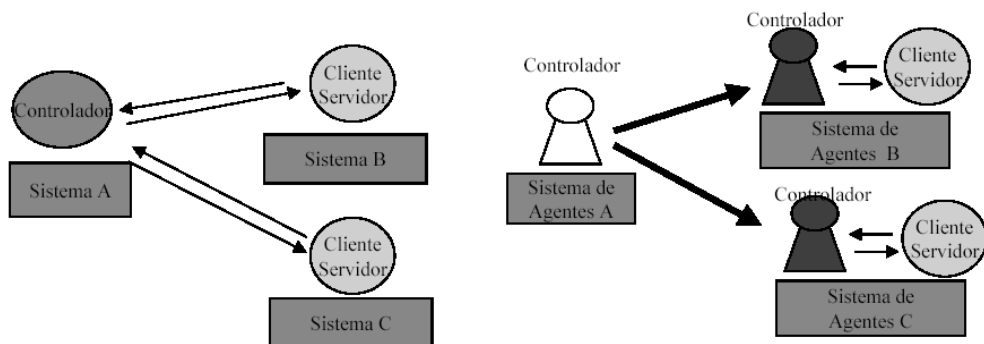 Controlador
Sistema A
Cliente
Servidor
Sistema B
Cliente
Servidor
Sistema C
Controlador
Sistema de
Agentes A
Controlador
Cliente
Servidor
Sistema de
Agentes B
Controlador
Cliente
Servidor
Sistema de
Agentes C